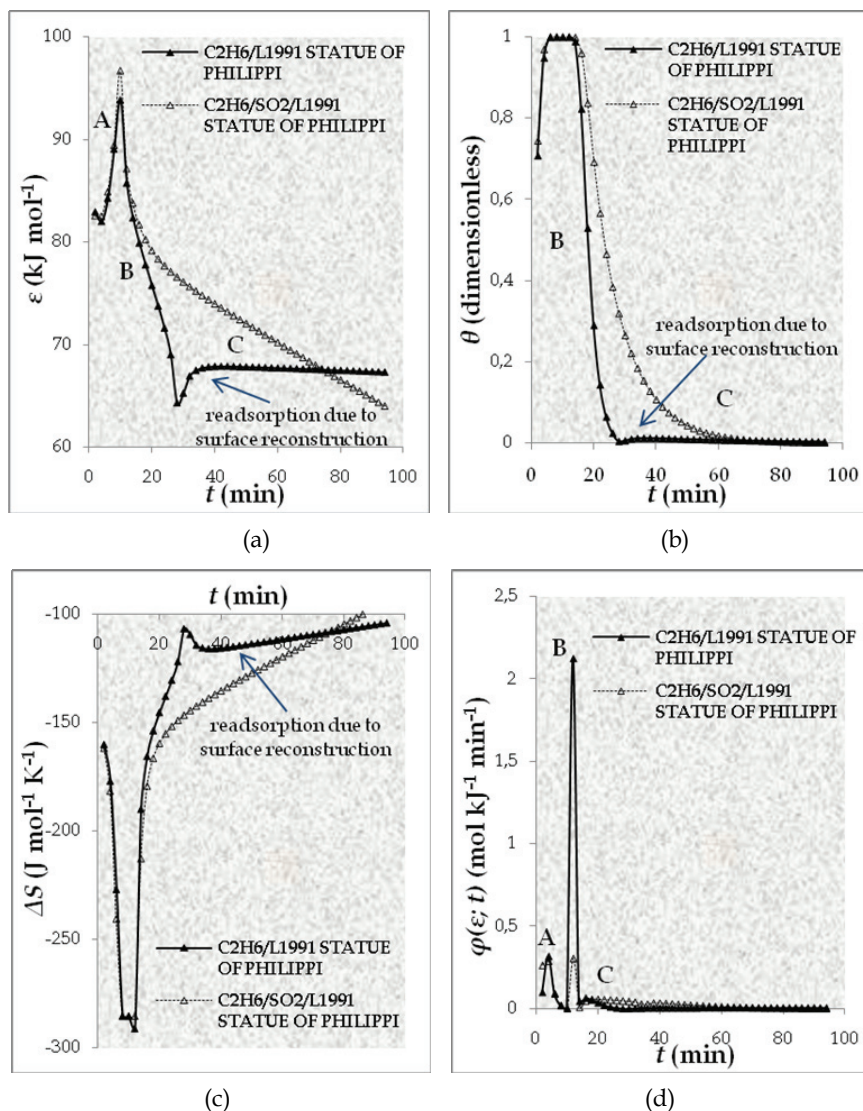 C2H6/L1991 STATUE OF
PHILIPPI
C2H6/SO2/L1991
STATUE OF PHILIPPI
A
B
C
readsorption due to
surface reconstruction
ε (kJ mol-1)
100
90
80
70
60
0 20 40 60 80 100
t (min)
(a)
C2H6/L1991 STATUE
OF PHILIPPI
C2H6/SO2/L1991
STATUE OF
PHILIPPI
B
readsorption due to
surface reconstruction
C
θ (dimensionless)
1
0,8
0,6
0,4
0,2
0
0 20 40 60 80 100
t (min)
(b)
t (min)
0 20 40 60 80 100
-100
-150
-200
-250
-300
ΔS (J mol-1 K-1)
readsorption due to
surface reconstruction
C2H6/L1991 STATUE
OF PHILIPPI
C2H6/SO2/L1991
STATUE OF PHILIPPI
(c)
2,5
2
1,5
1
0,5
0
φ(ε; t) (mol kJ-1 min-1)
B
C2H6/L1991 STATUE OF
PHILIPPI
C2H6/SO2/L1991
STATUE OF PHILIPPI
A
C
0 20 40 60 80 100
t (min)
(d)